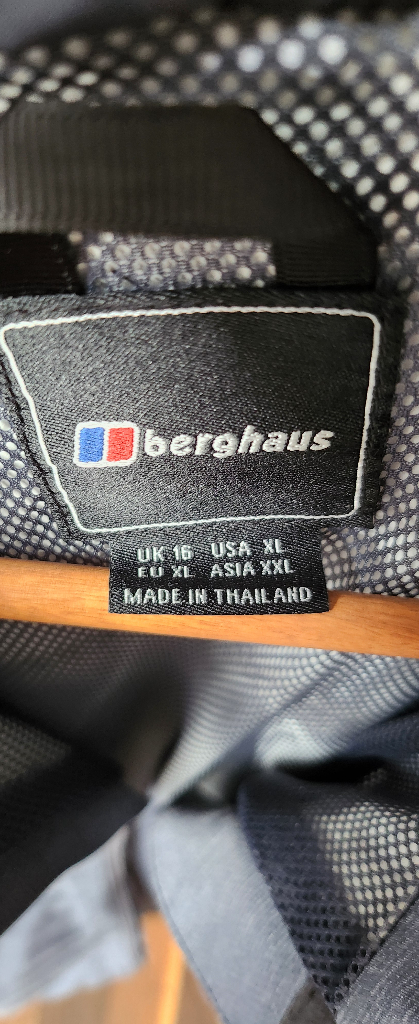 berghaus
UK 16 USA XL
EU XL ASIA XXL
MADE IN THAILAND